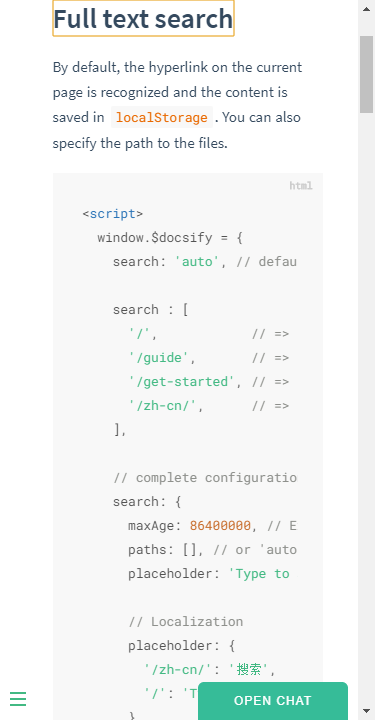 Full text search
By default, the hyperlink on the current
page is recognized and the content is
saved in localStorage . You can also
specify the path to the files.
html
<script>
window.$docsify = {
search: 'auto', // defau
search : [
'/', // =>
'/guide', // =>
'/get-started', // =>
'/zh-cn/', // =>
],
// complete configuratio
search: {
maxAge: 86400000, // E
paths: [], // or 'auto
placeholder: 'Type to
// Localization
placeholder: {
'/zh-cn/': '搜索',
'/': 'T
}
OPEN CHAT